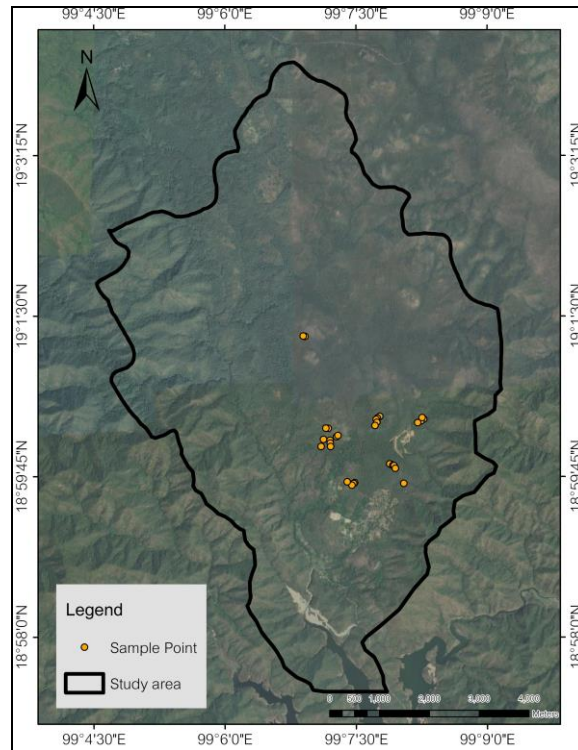 99°4'30"E 99°6'0"E 99°7'30"E 99°9'0"E
N
19°3'15"N 19°3'15"N
19°1'30"N 19°1'30"N
18°59'45"N 18°59'45"N
18°58'0"N 18°58'0"N
Legend
Sample Point
Study area
0 500 1,000 2,000 3,000 4,000
Meters
99°4'30"E 99°6'0"E 99°7'30"E 99°9'0"E